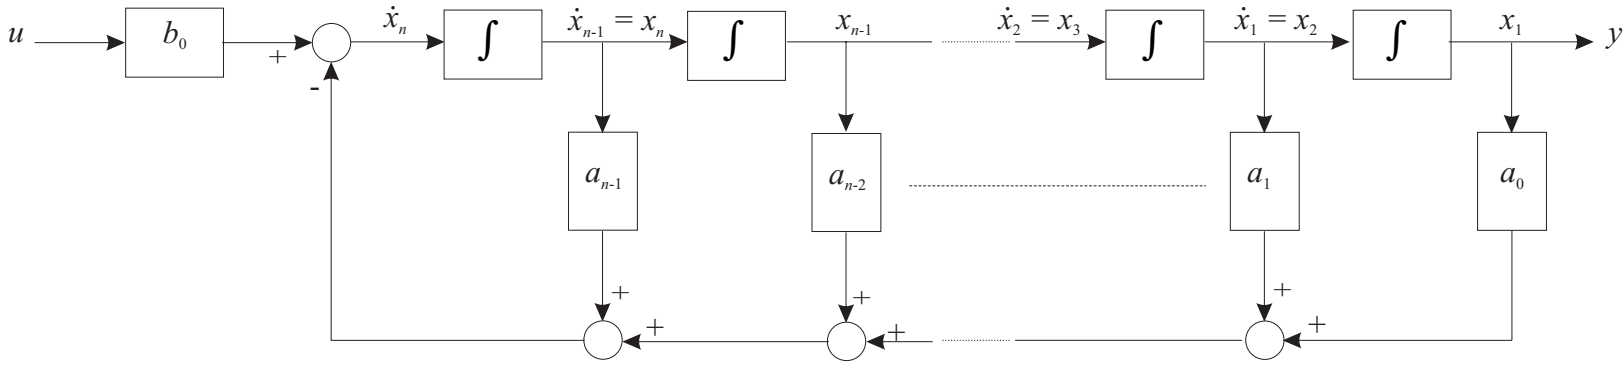 u b₀ + ẋₙ ∫ ẋₙ₋₁ = xₙ ∫ xₙ₋₁ ẋ₂ = x₃ ∫ ẋ₁ = x₂ ∫ x₁ y
-
aₙ₋₁ aₙ₋₂ a₁ a₀
+ + +
+ + +